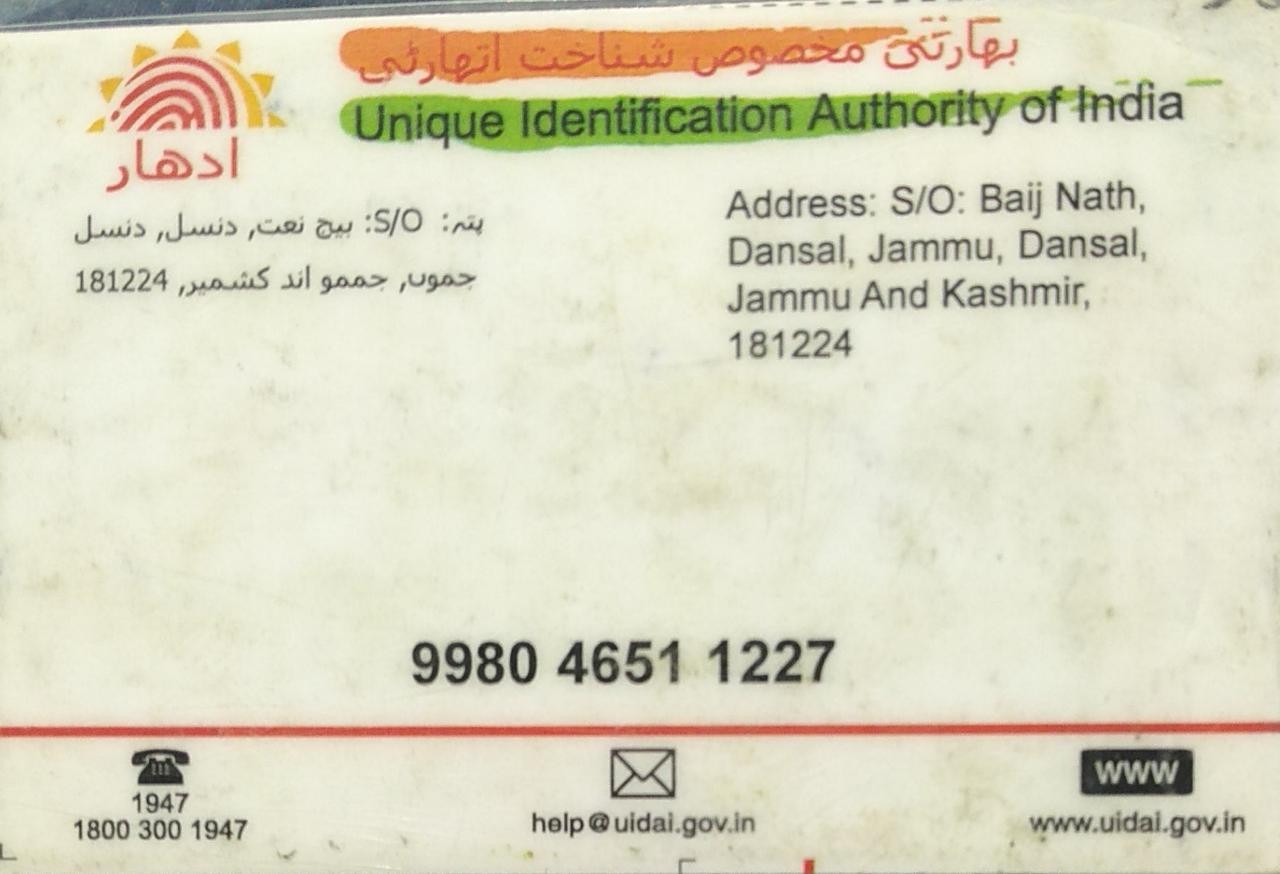 بھارتی مخصوص شناخت اتھارٹی
Unique Identification Authority of India
ادھار
پتہ: S/O: بیج نعت, دنسل, دنسل
جموں, جممو اند کشمیر, 181224
Address: S/O: Baij Nath,
Dansal, Jammu, Dansal,
Jammu And Kashmir,
181224
9980 4651 1227
1947
1800 300 1947
help@uidai.gov.in
www
www.uidai.gov.in